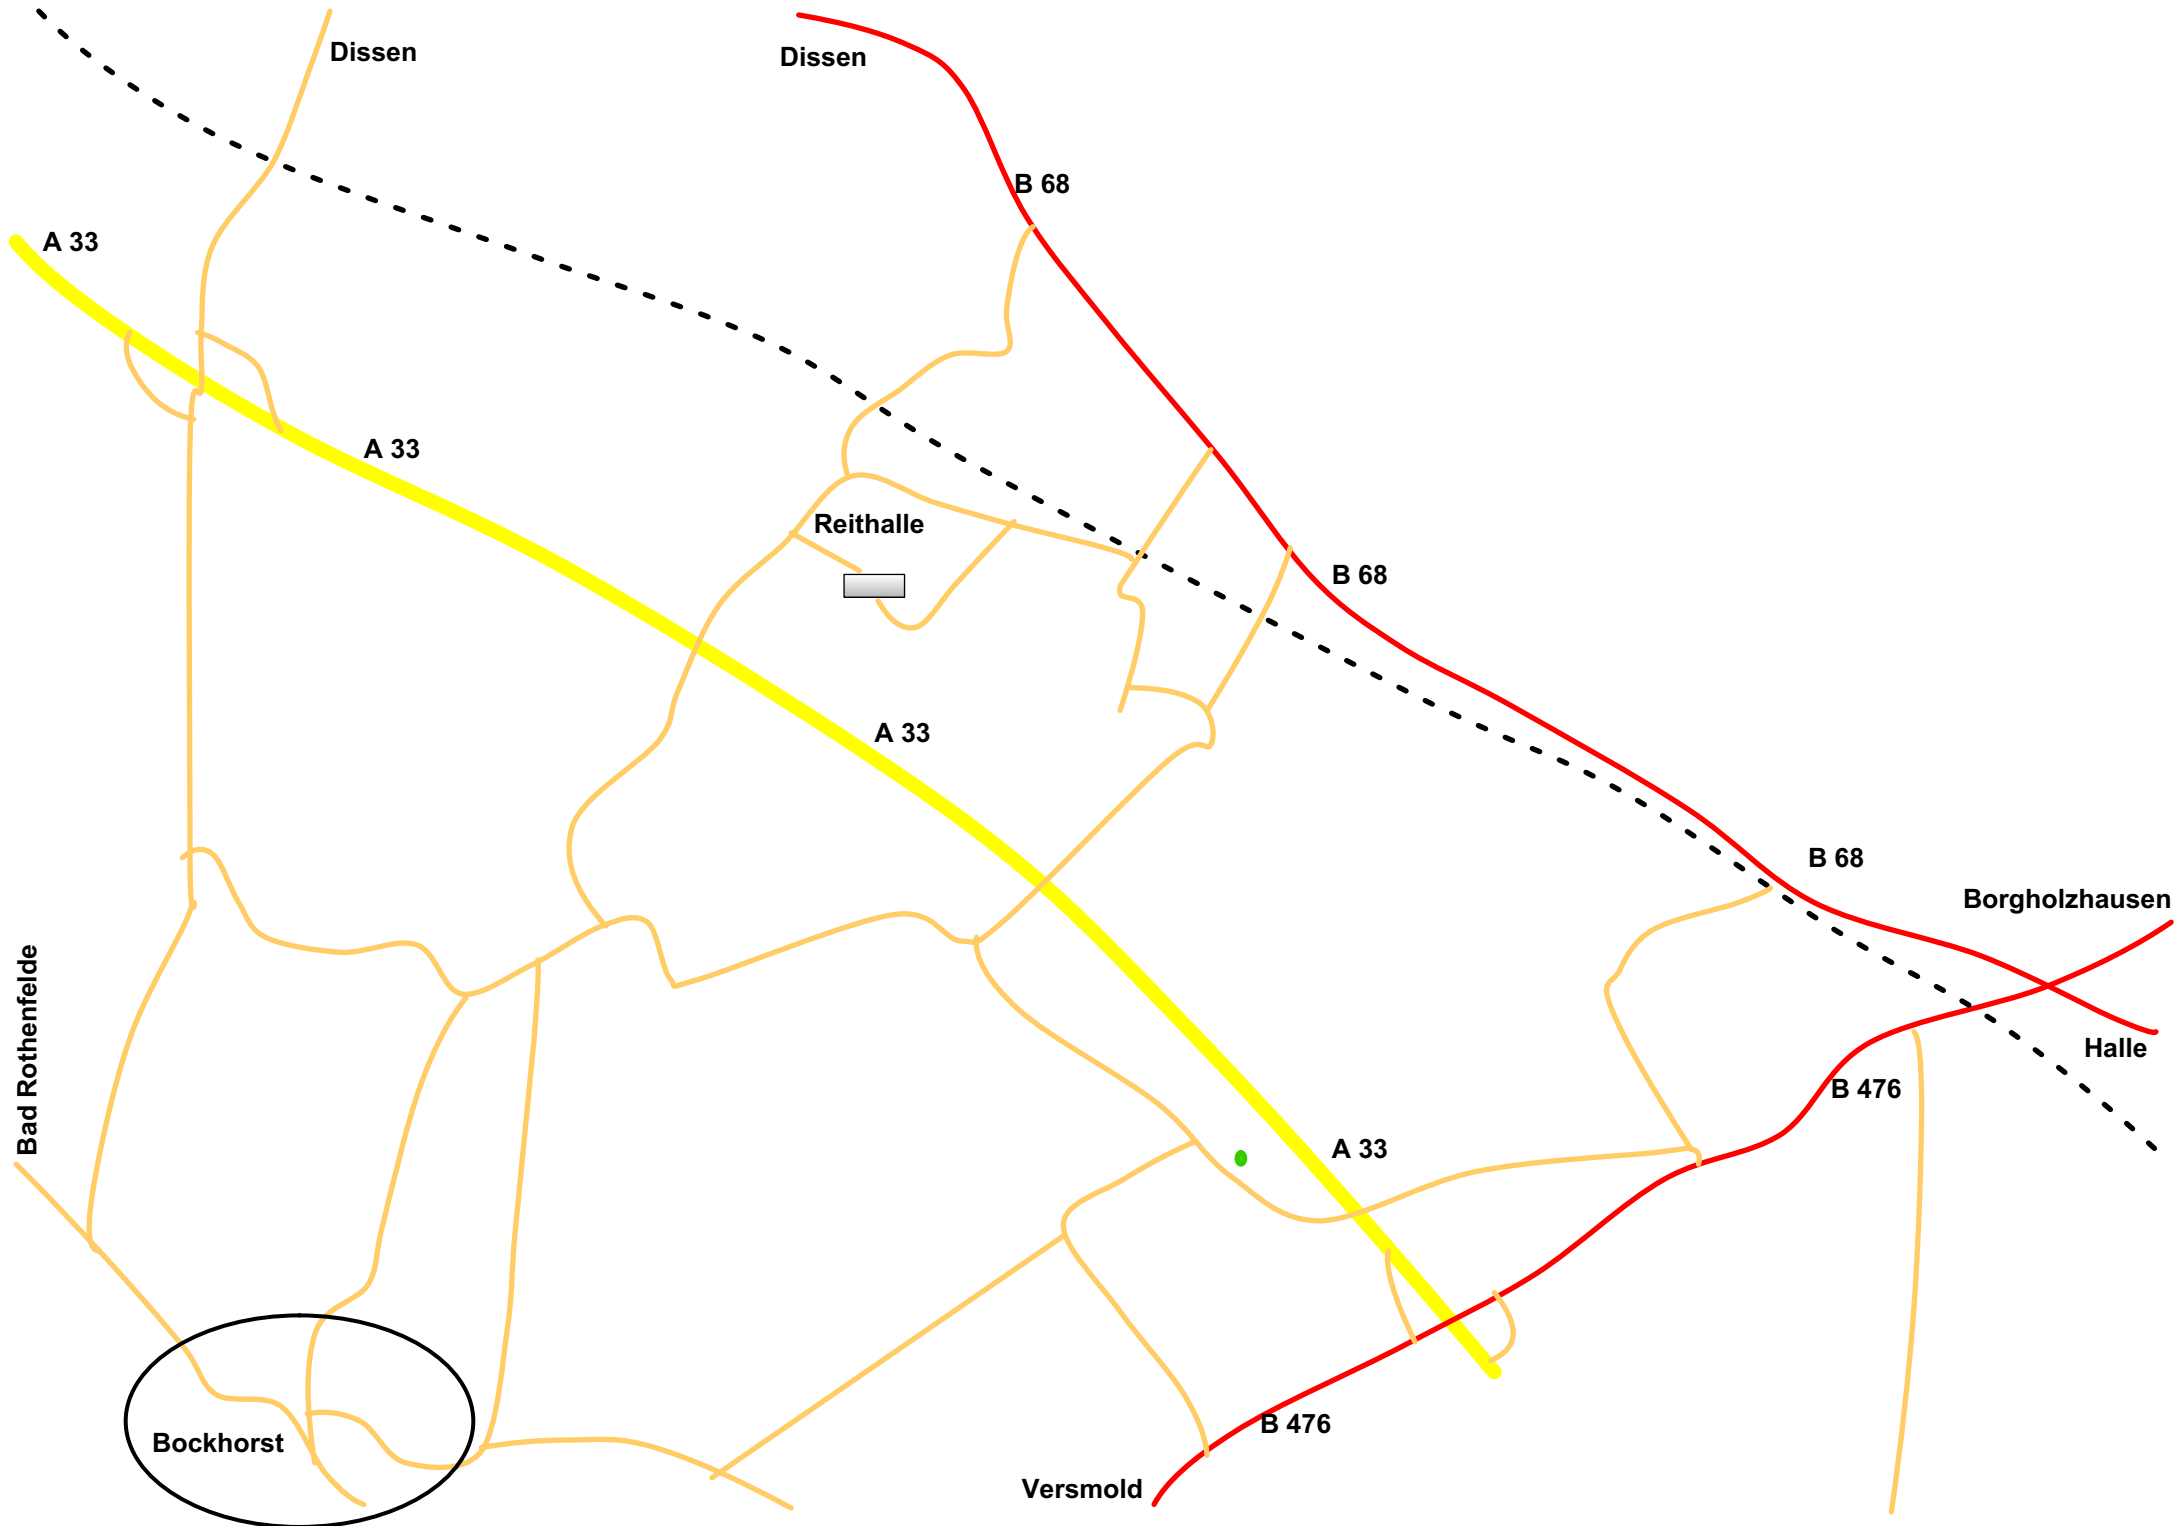 Dissen
Dissen
B 68
A 33
A 33
Reithalle
B 68
A 33
B 68
Borgholzhausen
Bad Rothenfelde
Halle
B 476
A 33
B 476
Bockhorst
Versmold